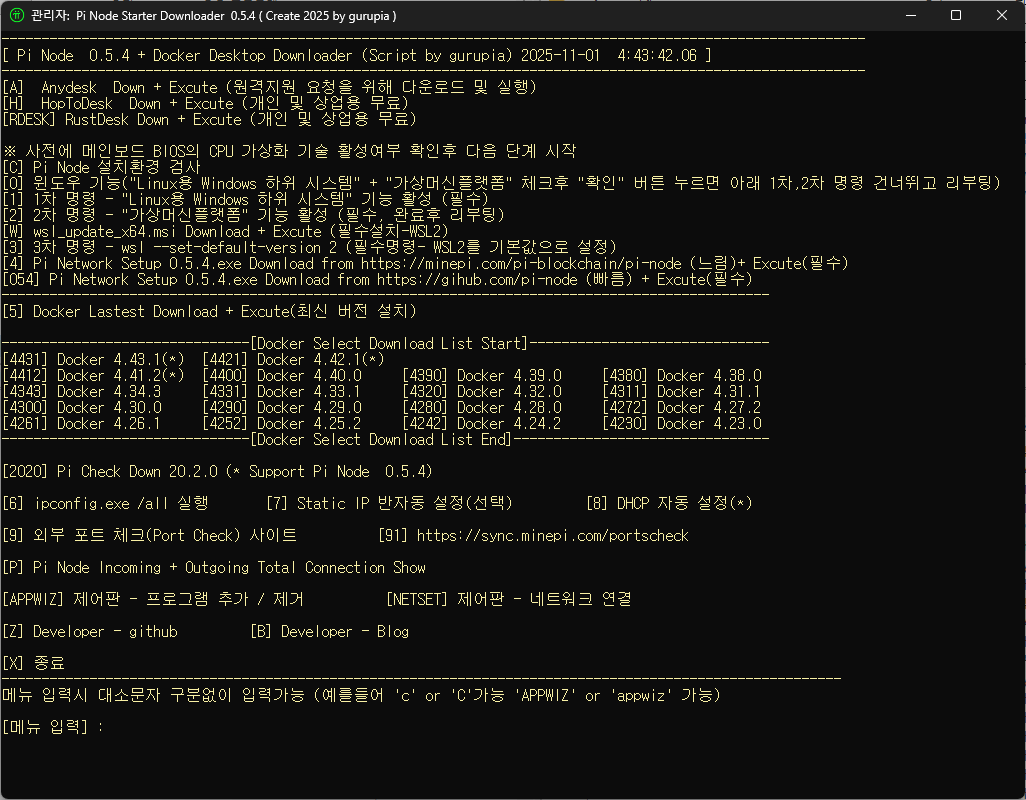 관리자: Pi Node Starter Downloader 0.5.4 ( Create 2025 by gurupia )
------------------------------------------------------------------------------------------------------------
[ Pi Node  0.5.4 + Docker Desktop Downloader (Script by gurupia) 2025-11-01  4:43:42.06 ]
------------------------------------------------------------------------------------------------------------
[A]  Anydesk  Down + Excute (원격지원 요청을 위해 다운로드 및 실행)
[H]  HopToDesk  Down + Excute (개인 및 상업용 무료)
[RDESK] RustDesk Down + Excute (개인 및 상업용 무료)
※ 사전에 메인보드 BIOS의 CPU 가상화 기술 활성여부 확인후 다음 단계 시작
[C] Pi Node 설치환경 검사
[0] 윈도우 기능("Linux용 Windows 하위 시스템" + "가상머신플랫폼" 체크후 "확인" 버튼 누르면 아래 1차,2차 명령 건너뛰고 리부팅)
[1] 1차 명령 - "Linux용 Windows 하위 시스템" 기능 활성 (필수)
[2] 2차 명령 - "가상머신플랫폼" 기능 활성 (필수, 완료후 리부팅)
[W] wsl_update_x64.msi Download + Excute (필수설치-WSL2)
[3] 3차 명령 - wsl --set-default-version 2 (필수명령- WSL2를 기본값으로 설정)
[4] Pi Network Setup 0.5.4.exe Download from https://minepi.com/pi-blockchain/pi-node (느림)+ Excute(필수)
[054] Pi Network Setup 0.5.4.exe Download from https://gihub.com/pi-node (빠름) + Excute(필수)
------------------------------------------------------------------------------------------------
[5] Docker Lastest Download + Excute(최신 버전 설치)
-------------------------------[Docker Select Download List Start]------------------------------
[4431] Docker 4.43.1(*)  [4421] Docker 4.42.1(*)
[4412] Docker 4.41.2(*)  [4400] Docker 4.40.0     [4390] Docker 4.39.0     [4380] Docker 4.38.0
[4343] Docker 4.34.3     [4331] Docker 4.33.1     [4320] Docker 4.32.0     [4311] Docker 4.31.1
[4300] Docker 4.30.0     [4290] Docker 4.29.0     [4280] Docker 4.28.0     [4272] Docker 4.27.2
[4261] Docker 4.26.1     [4252] Docker 4.25.2     [4242] Docker 4.24.2     [4230] Docker 4.23.0
-------------------------------[Docker Select Download List End]--------------------------------
[2020] Pi Check Down 20.2.0 (* Support Pi Node  0.5.4)
[6] ipconfig.exe /all 실행       [7] Static IP 반자동 설정(선택)         [8] DHCP 자동 설정(*)
[9] 외부 포트 체크(Port Check) 사이트          [91] https://sync.minepi.com/portscheck
[P] Pi Node Incoming + Outgoing Total Connection Show
[APPWIZ] 제어판 - 프로그램 추가 / 제거          [NETSET] 제어판 - 네트워크 연결
[Z] Developer - github         [B] Developer - Blog
[X] 종료
---------------------------------------------------------------------------------------------------------
메뉴 입력시 대소문자 구분없이 입력가능 (예를들어 'c' or 'C'가능 'APPWIZ' or 'appwiz' 가능)
[메뉴 입력] :